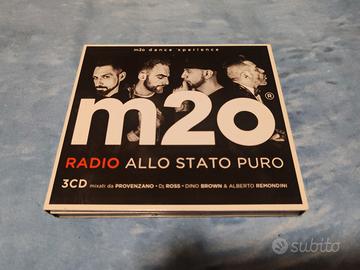 m2o dance xperience
m2o®
RADIO ALLO STATO PURO
3CD mixati da PROVENZANO • Dj ROSS • DINO BROWN & ALBERTO REMONDINI
subito